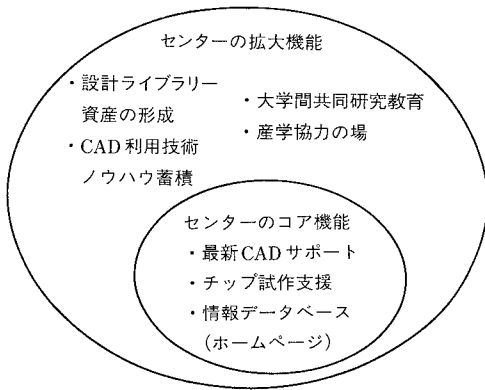 センターの拡大機能
・設計ライブラリー
資産の形成
・CAD利用技術
ノウハウ蓄積
・大学間共同研究教育
・産学協力の場
センターのコア機能
・最新CADサポート
・チップ試作支援
・情報データベース
(ホームページ)